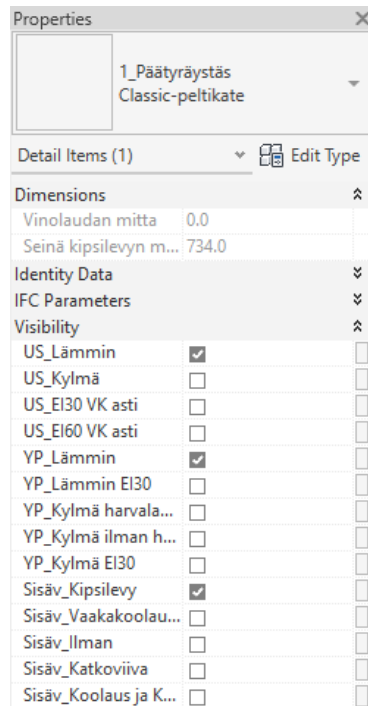 Properties
1_Päätyräystäs
Classic-peltikate
Detail Items (1)
Edit Type
Dimensions
Vinolaudan mitta 0.0
Seinä kipsilevyn m... 734.0
Identity Data
IFC Parameters
Visibility
US_Lämmin
US_Kylmä
US_EI30 VK asti
US_EI60 VK asti
YP_Lämmin
YP_Lämmin EI30
YP_Kylmä harvala...
YP_Kylmä ilman h...
YP_Kylmä EI30
Sisäv_Kipsilevy
Sisäv_Vaakakoolau...
Sisäv_Ilman
Sisäv_Katkoviiva
Sisäv_Koolaus ja K...